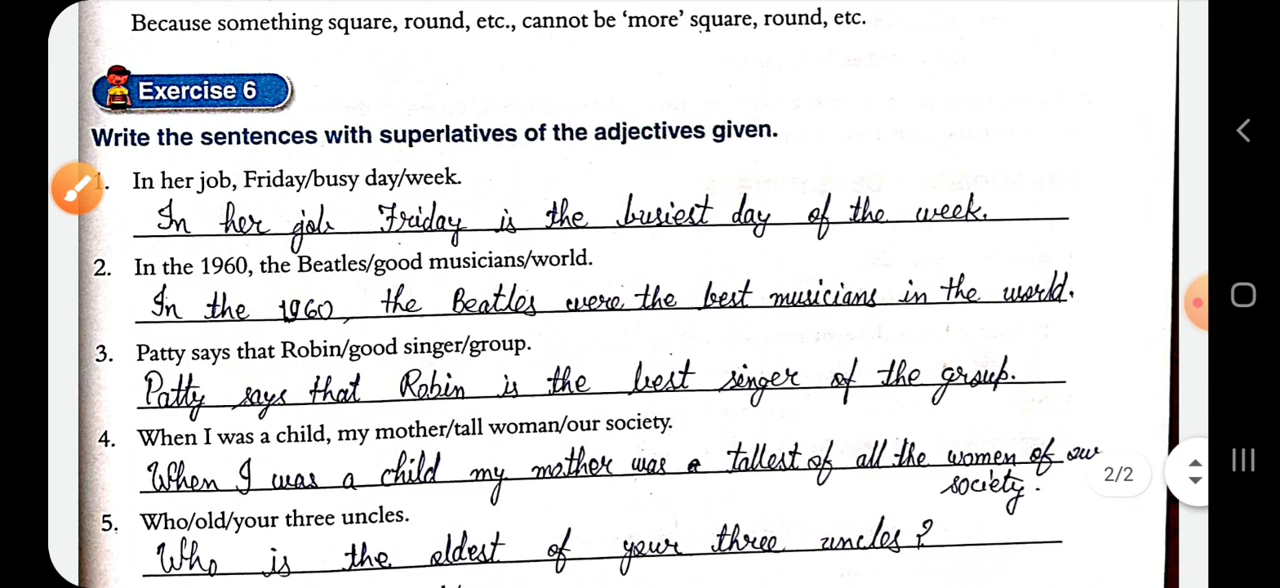 Because something square, round, etc., cannot be ‘more’ square, round, etc.
Exercise 6
Write the sentences with superlatives of the adjectives given.
1. In her job, Friday/busy day/week.
In her job Friday is the busiest day of the week.
2. In the 1960, the Beatles/good musicians/world.
In the 1960, the Beatles were the best musicians in the world.
3. Patty says that Robin/good singer/group.
Patty says that Robin is the best singer of the group.
4. When I was a child, my mother/tall woman/our society.
When I was a child my mother was a tallest of all the women of our
society.
2/2
5. Who/old/your three uncles.
Who is the oldest of your three uncles?